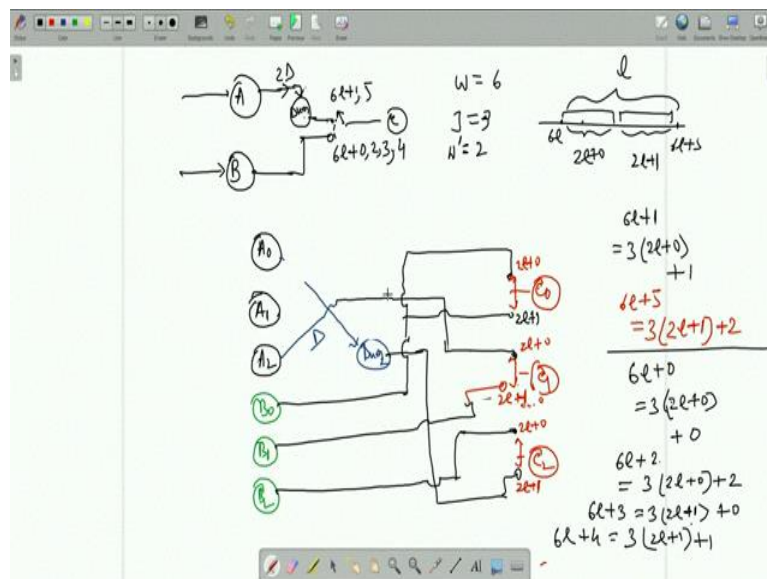 A
2D
Dum
6l+1, 5
C
6l+0, 2, 3, 4
B
W = 6
J = 3
W' = 2
l
6l
2l+0
2l+1
6l+5
6l+1
= 3(2l+0)
+ 1
6l+5
= 3(2l+1)+2
6l+0
= 3(2l+0)
+ 0
6l+2
= 3(2l+0)+2
6l+3 = 3(2l+1) +0
6l+4 = 3(2l+1)+1
A0
A1
A2
D
Dum2
B0
B1
B2
2l+0
C0
2l+1
2l+0
C1
2l+0
C2
2l+1